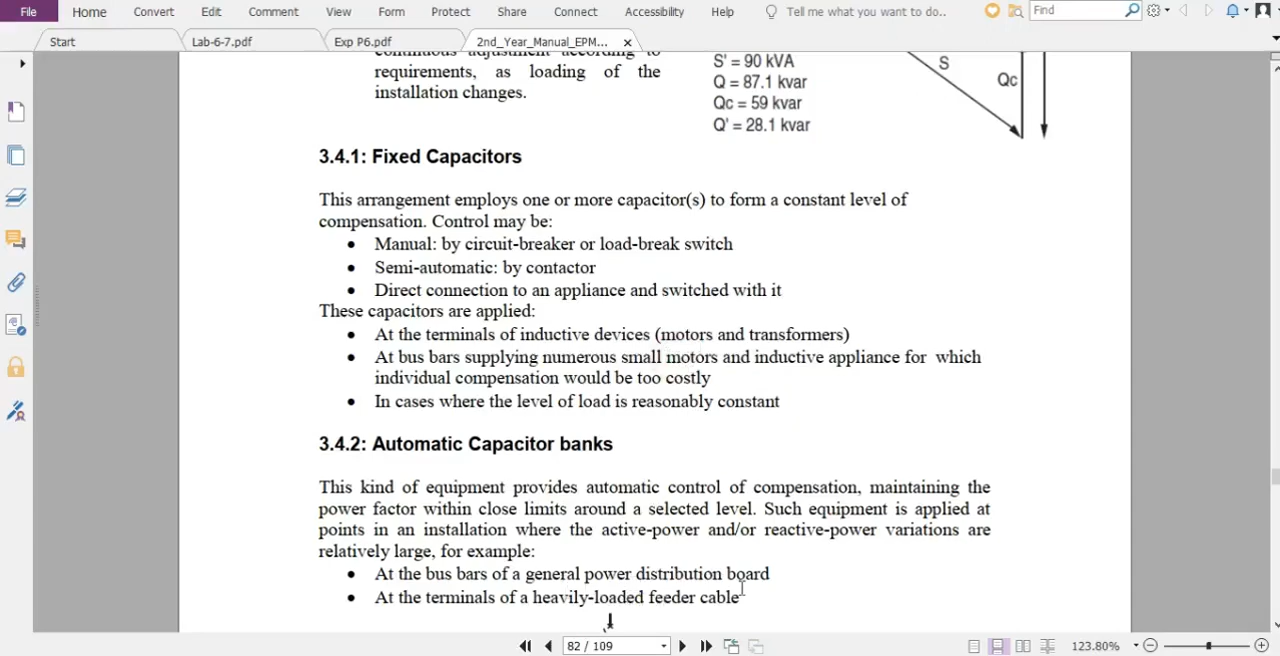 File Home Convert Edit Comment View Form Protect Share Connect Accessibility Help Tell me what you want to do.. Find
Start Lab-6-7.pdf Exp P6.pdf 2nd_Year_Manual_EPM... ×
continuous adjustment according to
requirements, as loading of the
installation changes.
S' = 90 kVA
Q = 87.1 kvar
Qc = 59 kvar
Q' = 28.1 kvar
S
Qc
3.4.1: Fixed Capacitors
This arrangement employs one or more capacitor(s) to form a constant level of
compensation. Control may be:
• Manual: by circuit-breaker or load-break switch
• Semi-automatic: by contactor
• Direct connection to an appliance and switched with it
These capacitors are applied:
• At the terminals of inductive devices (motors and transformers)
• At bus bars supplying numerous small motors and inductive appliance for which
individual compensation would be too costly
• In cases where the level of load is reasonably constant
3.4.2: Automatic Capacitor banks
This kind of equipment provides automatic control of compensation, maintaining the
power factor within close limits around a selected level. Such equipment is applied at
points in an installation where the active-power and/or reactive-power variations are
relatively large, for example:
• At the bus bars of a general power distribution board
• At the terminals of a heavily-loaded feeder cable
82 / 109
123.80%